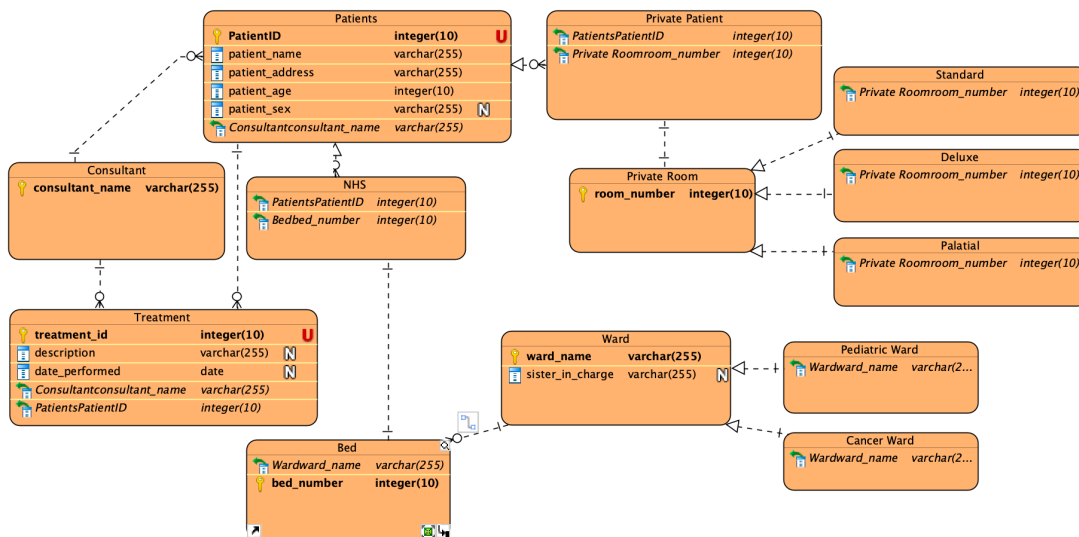 Patients
PatientID integer(10) U
patient_name varchar(255)
patient_address varchar(255)
patient_age integer(10)
patient_sex varchar(255) N
Consultantconsultant_name varchar(255)
Private Patient
PatientsPatientID integer(10)
Private Roomroom_number integer(10)
Standard
Private Roomroom_number integer(10)
Consultant
consultant_name varchar(255)
NHS
PatientsPatientID integer(10)
Bedbed_number integer(10)
Private Room
room_number integer(10)
Deluxe
Private Roomroom_number integer(10)
Palatial
Private Roomroom_number integer(10)
Treatment
treatment_id integer(10) U
description varchar(255) N
date_performed date N
Consultantconsultant_name varchar(255)
PatientsPatientID integer(10)
Ward
ward_name varchar(255)
sister_in_charge varchar(255) N
Pediatric Ward
Wardward_name varchar(2...
Cancer Ward
Wardward_name varchar(2...
Bed
Wardward_name varchar(255)
bed_number integer(10)